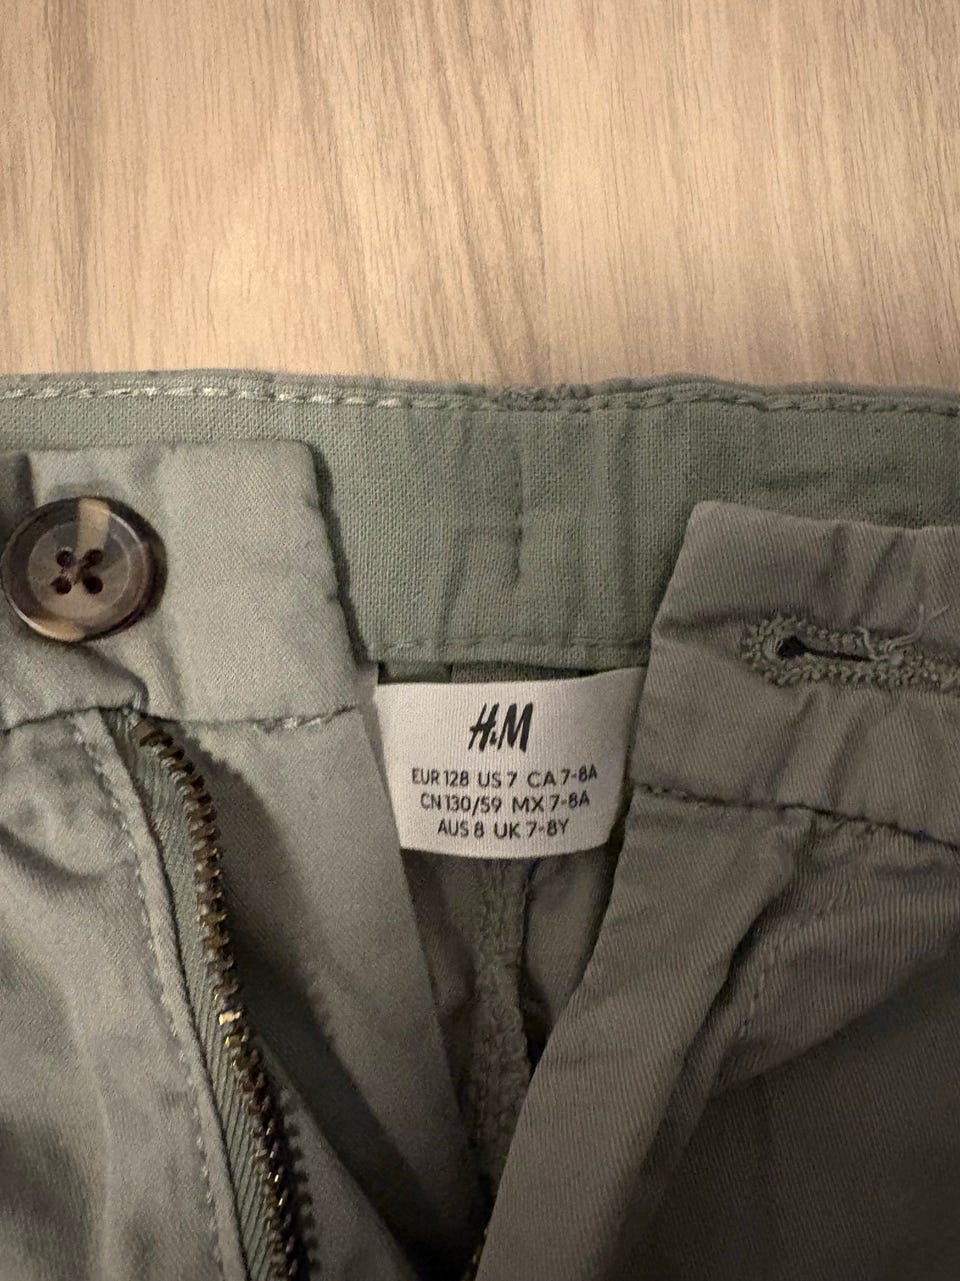 H&M
EUR 128 US 7 CA 7-8A
CN 130/59 MX 7-8A
AUS 8 UK 7-8Y